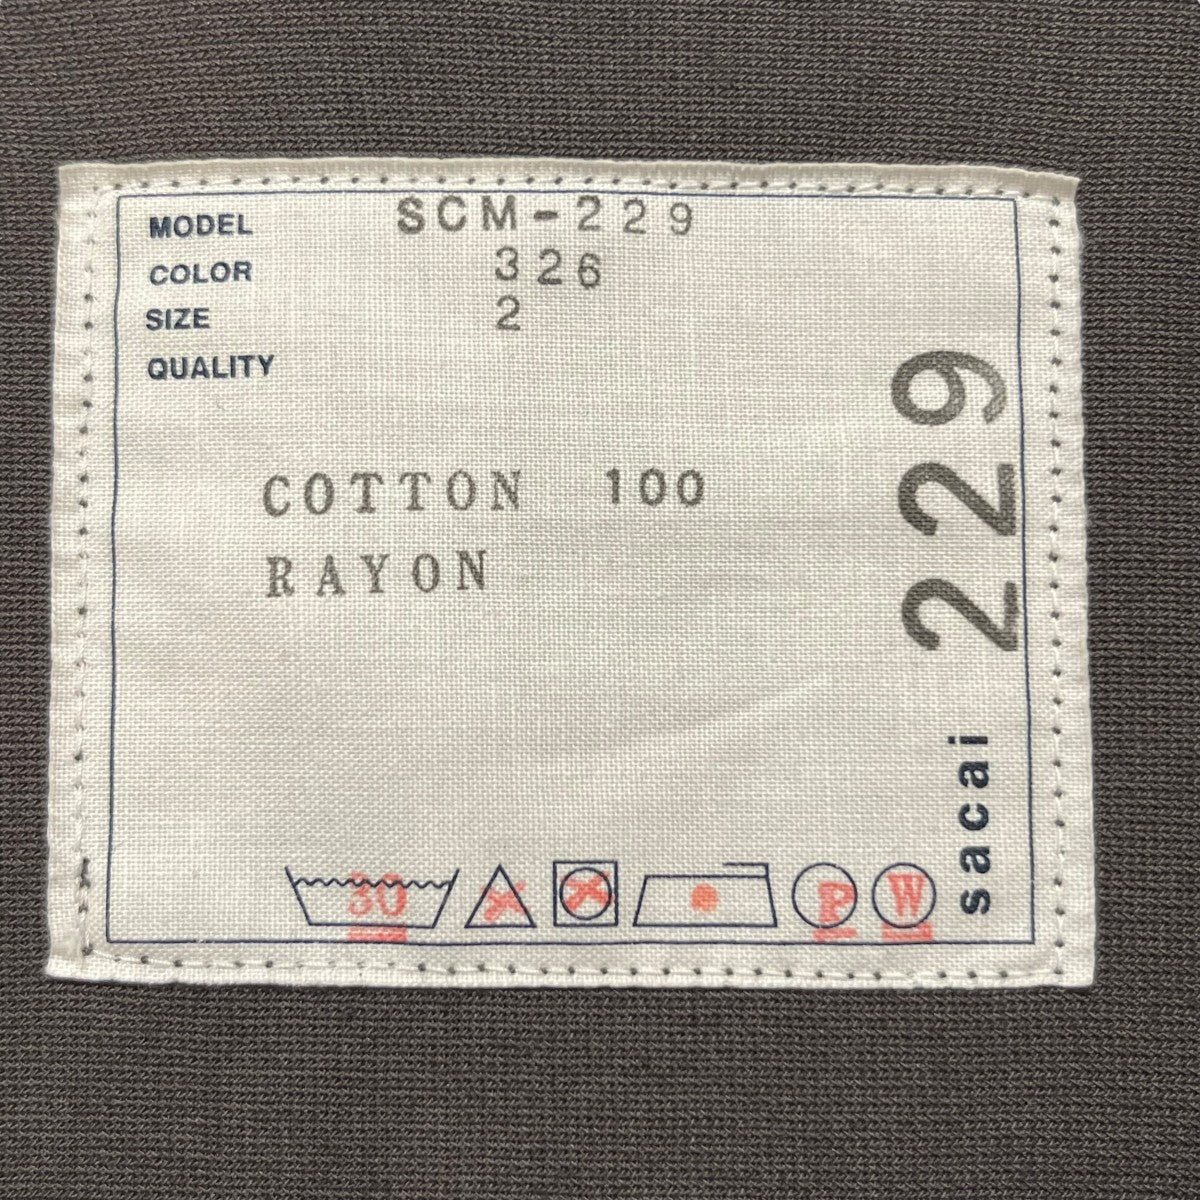 MODEL SCM-229
COLOR 326
SIZE 2
QUALITY
COTTON 100
RAYON
229
sacai
30
P
W